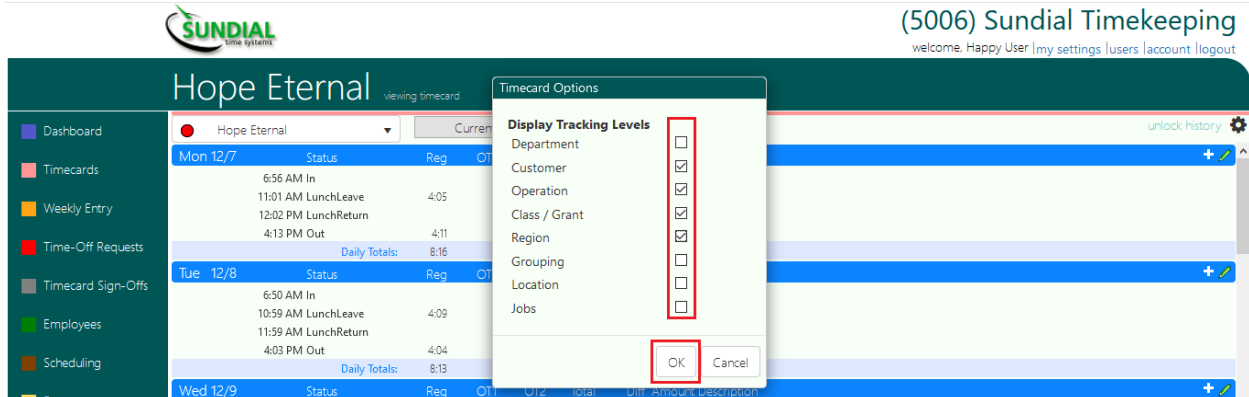 SUNDIAL
time systems
(5006) Sundial Timekeeping
welcome, Happy User |my settings |users |account |logout
Hope Eternal viewing timecard
Dashboard
Timecards
Weekly Entry
Time-Off Requests
Timecard Sign-Offs
Employees
Scheduling
Hope Eternal
unlock history
Mon 12/7 Status Reg
6:56 AM In
11:01 AM LunchLeave 4:05
12:02 PM LunchReturn
4:13 PM Out 4:11
Daily Totals: 8:16
Tue 12/8 Status Reg
6:50 AM In
10:59 AM LunchLeave 4:09
11:59 AM LunchReturn
4:03 PM Out 4:04
Daily Totals: 8:13
Wed 12/9 Status Reg OT1 OT2 Total Diff Amount Description
Timecard Options
Display Tracking Levels
Department
Customer
Operation
Class / Grant
Region
Grouping
Location
Jobs
OK Cancel